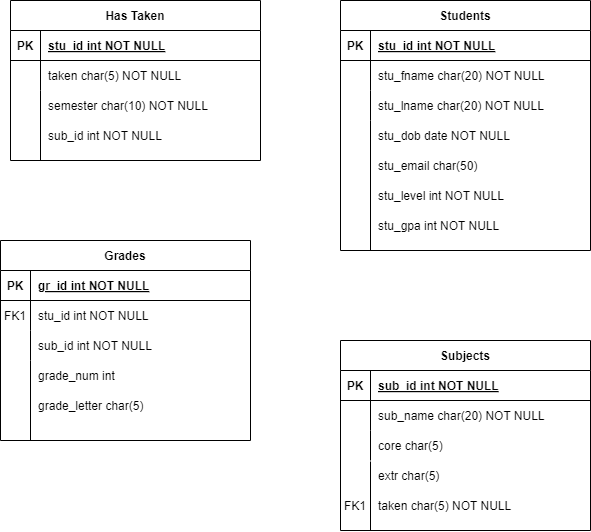 Has Taken
PK stu_id int NOT NULL
taken char(5) NOT NULL
semester char(10) NOT NULL
sub_id int NOT NULL
Students
PK stu_id int NOT NULL
stu_fname char(20) NOT NULL
stu_lname char(20) NOT NULL
stu_dob date NOT NULL
stu_email char(50)
stu_level int NOT NULL
stu_gpa int NOT NULL
Grades
PK gr_id int NOT NULL
FK1 stu_id int NOT NULL
sub_id int NOT NULL
grade_num int
grade_letter char(5)
Subjects
PK sub_id int NOT NULL
sub_name char(20) NOT NULL
core char(5)
extr char(5)
FK1 taken char(5) NOT NULL